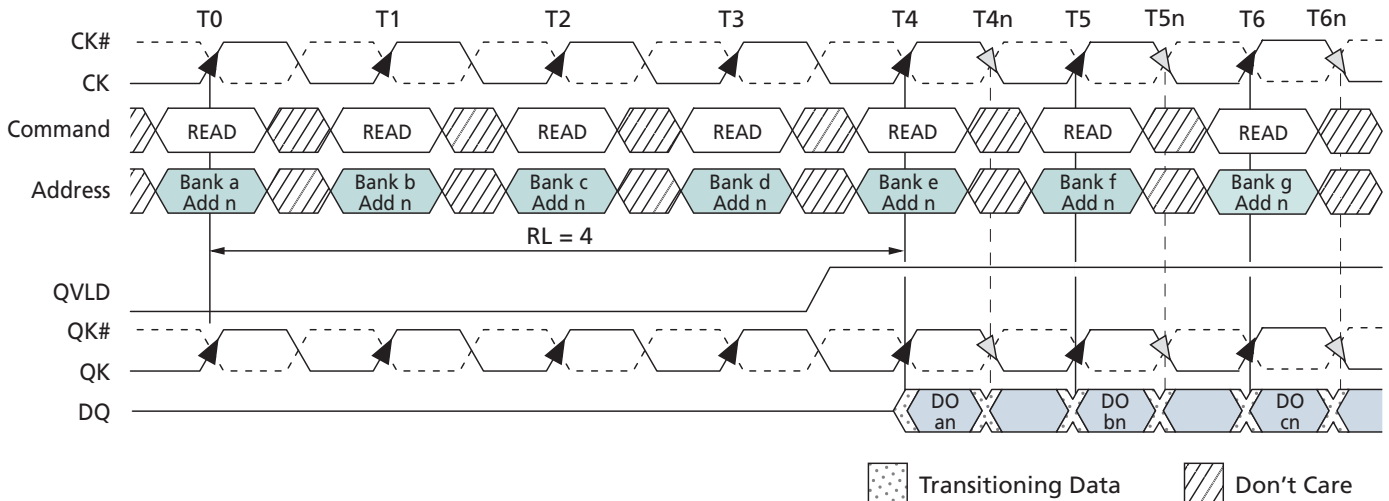 T0 T1 T2 T3 T4 T4n T5 T5n T6 T6n
CK#
CK
Command READ READ READ READ READ READ READ
Address Bank a Bank b Bank c Bank d Bank e Bank f Bank g
Add n Add n Add n Add n Add n Add n Add n
RL = 4
QVLD
QK#
QK
DQ DO DO DO
an bn cn
Transitioning Data Don't Care